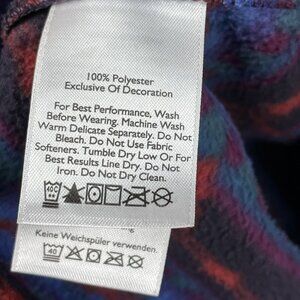 100% Polyester
Exclusive Of Decoration
For Best Performance, Wash
Before Wearing. Machine Wash
Warm Delicate Separately. Do Not
Bleach. Do Not Use Fabric
Softeners. Tumble Dry Low Or For
Best Results Line Dry. Do Not
Iron. Do Not Dry Clean.
40
Keine Weichspüler verwenden.
40